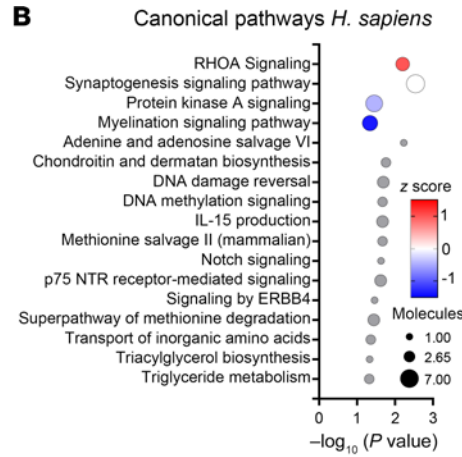 B
Canonical pathways H. sapiens
RHOA Signaling
Synaptogenesis signaling pathway
Protein kinase A signaling
Myelination signaling pathway
Adenine and adenosine salvage VI
Chondroitin and dermatan biosynthesis
DNA damage reversal
DNA methylation signaling
IL-15 production
Methionine salvage II (mammalian)
Notch signaling
p75 NTR receptor-mediated signaling
Signaling by ERBB4
Superpathway of methionine degradation
Transport of inorganic amino acids
Triacylglycerol biosynthesis
Triglyceride metabolism
z score
1
0
-1
Molecules
1.00
2.65
7.00
0 1 2 3
–log10 (P value)